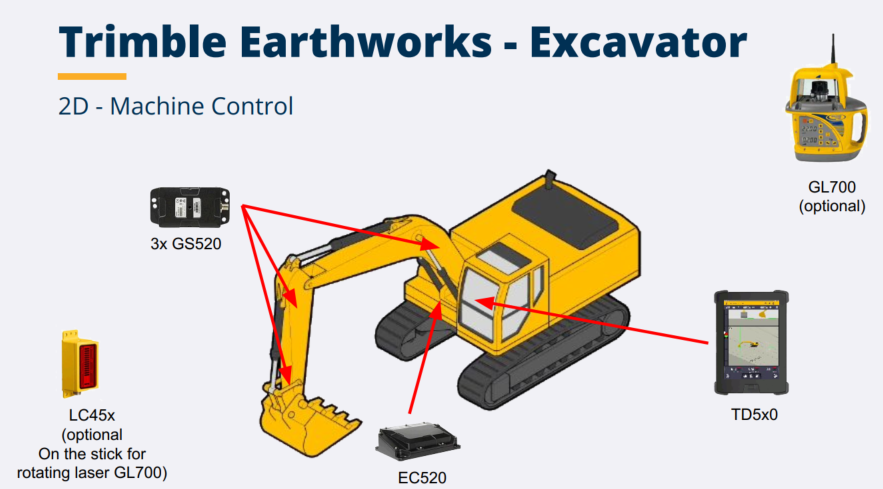 Trimble Earthworks - Excavator
2D - Machine Control
GL700
(optional)
3x GS520
TD5x0
LC45x
(optional
On the stick for
rotating laser GL700)
EC520